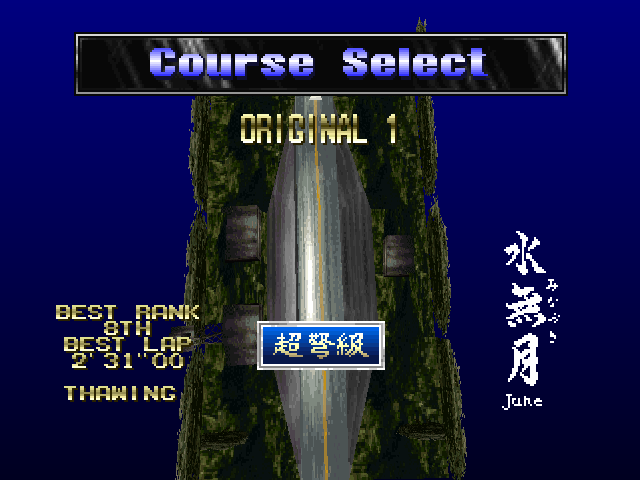 Course Select
ORIGINAL 1
水無月
みなづき
June
BEST RANK
8TH
BEST LAP
2'31"00
THAWING
超弩級